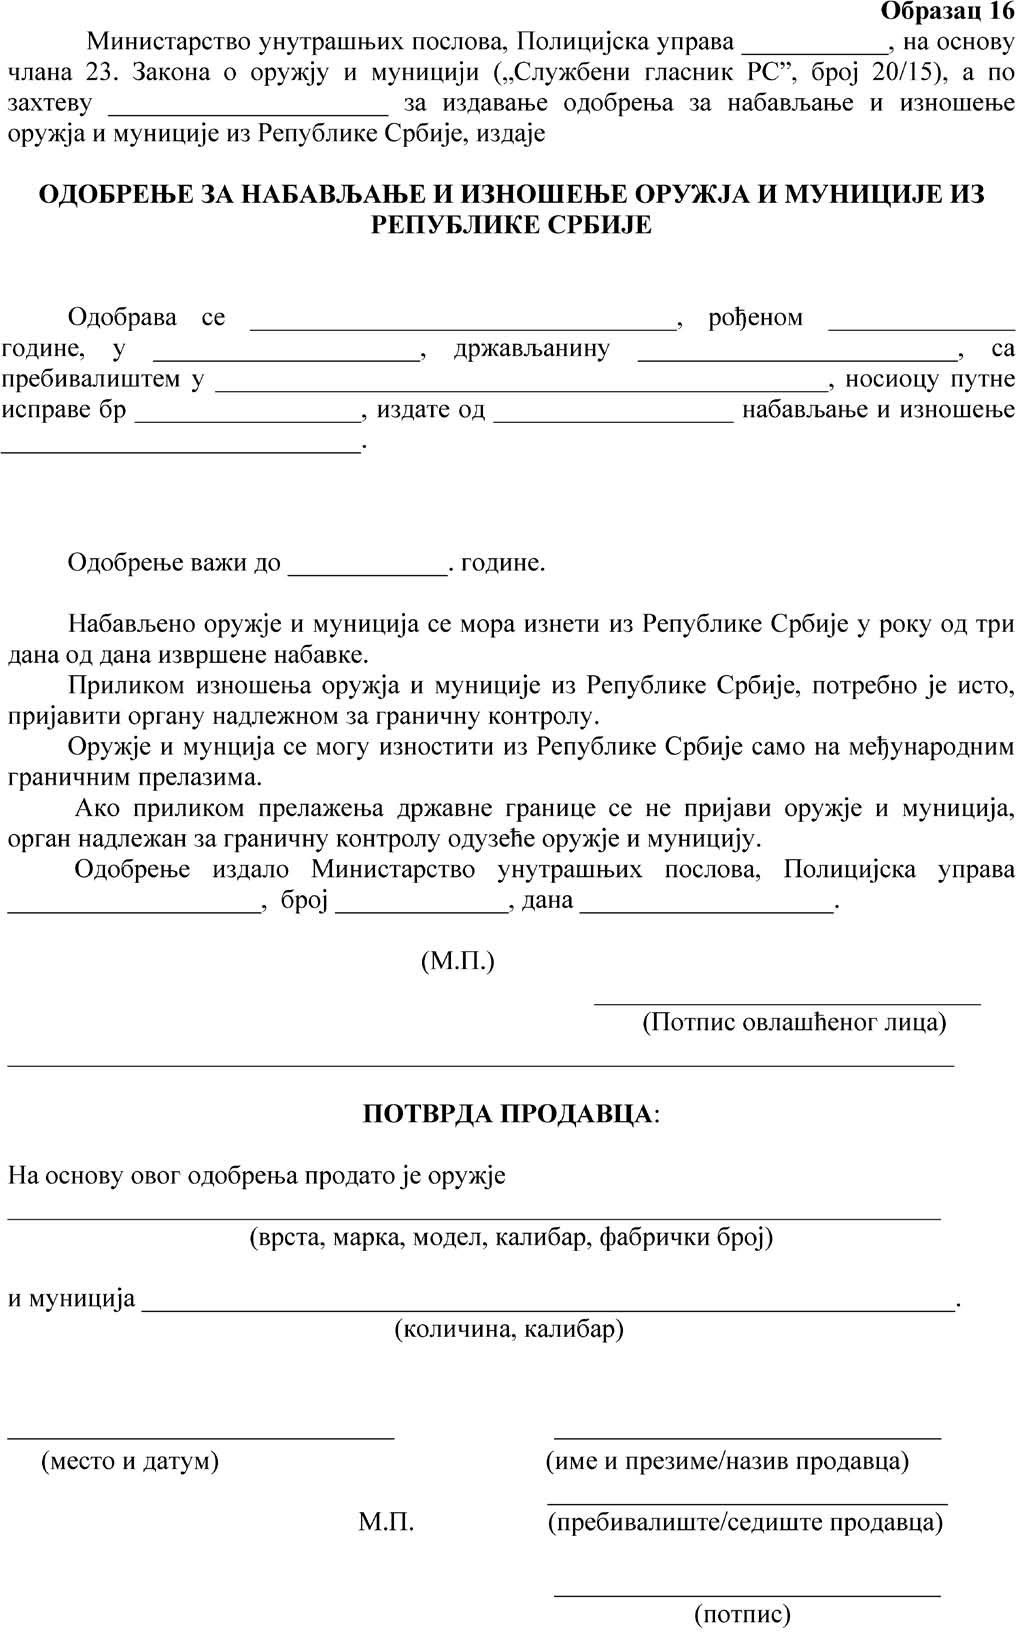 Образац 16
Министарство унутрашњих послова, Полицијска управа ___________, на основу
члана 23. Закона о оружју и муницији („Службени гласник РС”, број 20/15), а по
захтеву _____________________ за издавање одобрења за набављање и изношење
оружја и муниције из Републике Србије, издаје
ОДОБРЕЊЕ ЗА НАБАВЉАЊЕ И ИЗНОШЕЊЕ ОРУЖЈА И МУНИЦИЈЕ ИЗ
РЕПУБЛИКЕ СРБИЈЕ
Одобрава се ________________________________, рођеном ______________
године, у ____________________, држављанину ________________________, са
пребивалиштем у ______________________________________________, носиоцу путне
исправе бр _________________, издате од __________________ набављање и изношење
___________________________.
Одобрење важи до ____________. године.
Набављено оружје и муниција се мора изнети из Републике Србије у року од три
дана од дана извршене набавке.
Приликом изношења оружја и муниције из Републике Србије, потребно је исто,
пријавити органу надлежном за граничну контролу.
Оружје и мунција се могу изностити из Републике Србије само на међународним
граничним прелазима.
Ако приликом прелажења државне границе се не пријави оружје и муниција,
орган надлежан за граничну контролу одузеће оружје и муницију.
Одобрење издало Министарство унутрашњих послова, Полицијска управа
___________________, број _____________, дана ___________________.
(М.П.)
_____________________________
(Потпис овлашћеног лица)
_______________________________________________________________________
ПОТВРДА ПРОДАВЦА:
На основу овог одобрења продато је оружје
______________________________________________________________________
(врста, марка, модел, калибар, фабрички број)
и муниција _____________________________________________________________.
(количина, калибар)
_____________________________ _____________________________
(место и датум) (име и презиме/назив продавца)
______________________________
М.П. (пребивалиште/седиште продавца)
_____________________________
(потпис)